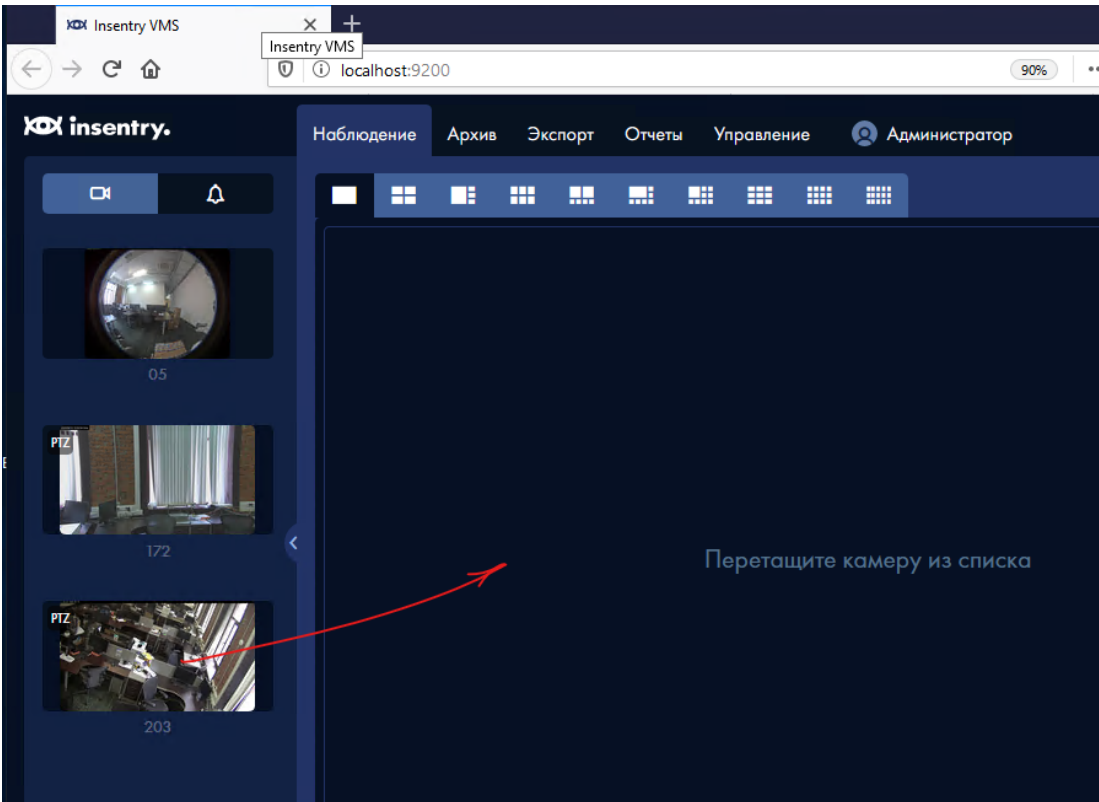 Insentry VMS
Insentry VMS
localhost:9200
90%
insentry.
Наблюдение
Архив
Экспорт
Отчеты
Управление
Администратор
05
PTZ
172
PTZ
203
Перетащите камеру из списка